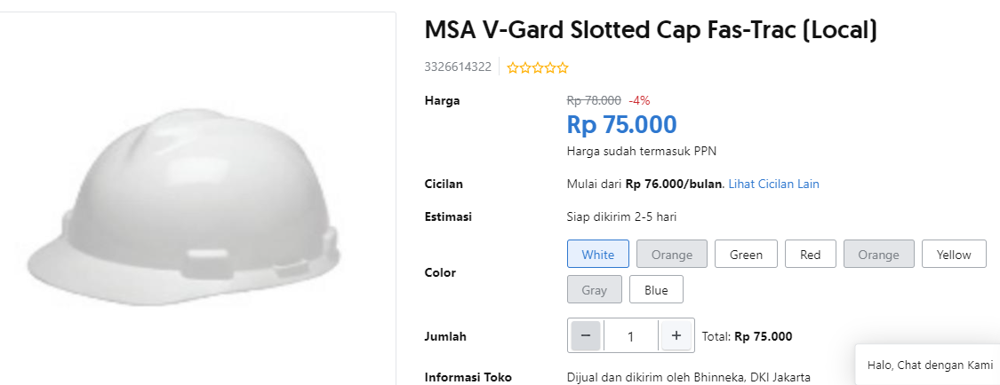 MSA V-Gard Slotted Cap Fas-Trac (Local)
3326614322
Harga
Rp 78.000 -4%
Rp 75.000
Harga sudah termasuk PPN
Cicilan
Mulai dari Rp 76.000/bulan. Lihat Cicilan Lain
Estimasi
Siap dikirim 2-5 hari
Color
White Orange Green Red Orange Yellow
Gray Blue
Jumlah
− 1 + Total: Rp 75.000
Informasi Toko
Dijual dan dikirim oleh Bhinneka, DKI Jakarta
Halo, Chat dengan Kami